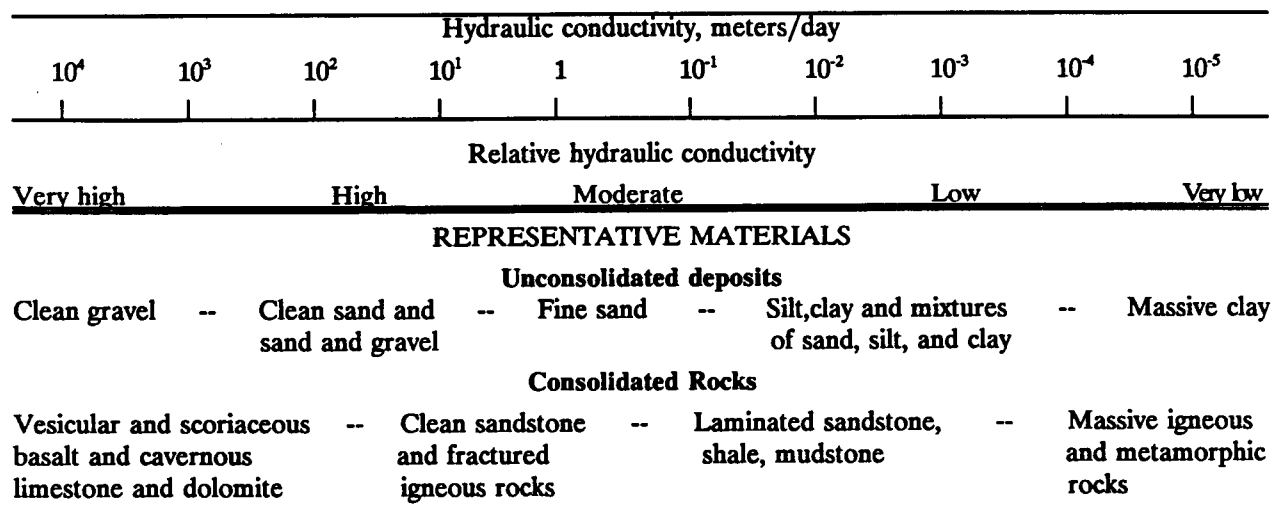 Hydraulic conductivity, meters/day
10⁴ 10³ 10² 10¹ 1 10⁻¹ 10⁻² 10⁻³ 10⁻⁴ 10⁻⁵
Relative hydraulic conductivity
Very high High Moderate Low Very low
REPRESENTATIVE MATERIALS
Unconsolidated deposits
Clean gravel -- Clean sand and -- Fine sand -- Silt,clay and mixtures -- Massive clay
sand and gravel of sand, silt, and clay
Consolidated Rocks
Vesicular and scoriaceous -- Clean sandstone -- Laminated sandstone, -- Massive igneous
basalt and cavernous and fractured shale, mudstone and metamorphic
limestone and dolomite igneous rocks rocks